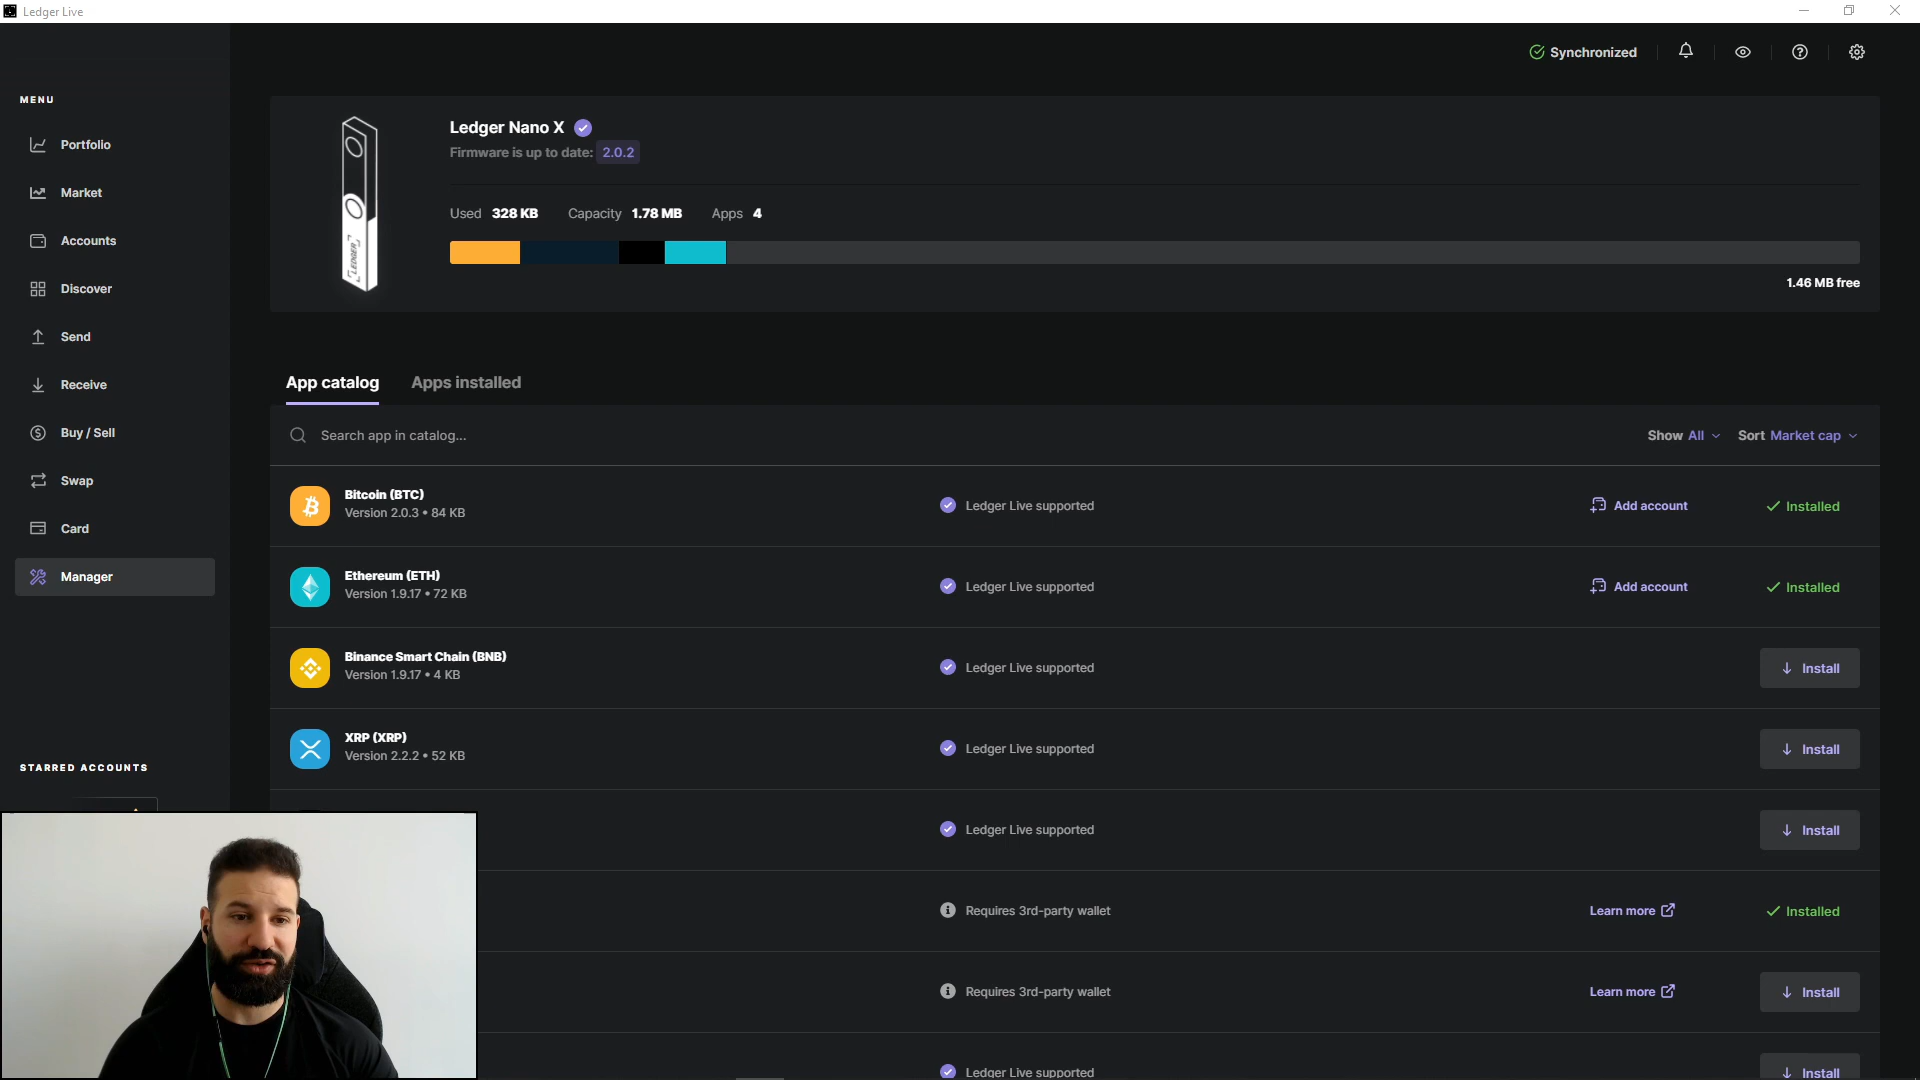 Ledger Live
Synchronized
MENU
Portfolio
Market
Accounts
Discover
Send
Receive
Buy / Sell
Swap
Card
Manager
STARRED ACCOUNTS
LEDGER
Ledger Nano X
Firmware is up to date: 2.0.2
Used 328 KB Capacity 1.78 MB Apps 4
1.46 MB free
App catalog Apps installed
Search app in catalog...
Show All Sort Market cap
Bitcoin (BTC)
Version 2.0.3 • 84 KB
Ledger Live supported
Add account
Installed
Ethereum (ETH)
Version 1.9.17 • 72 KB
Ledger Live supported
Add account
Installed
Binance Smart Chain (BNB)
Version 1.9.17 • 4 KB
Ledger Live supported
Install
XRP (XRP)
Version 2.2.2 • 52 KB
Ledger Live supported
Install
Ledger Live supported
Install
Requires 3rd-party wallet
Learn more
Installed
Requires 3rd-party wallet
Learn more
Install
Ledger Live supported
Install